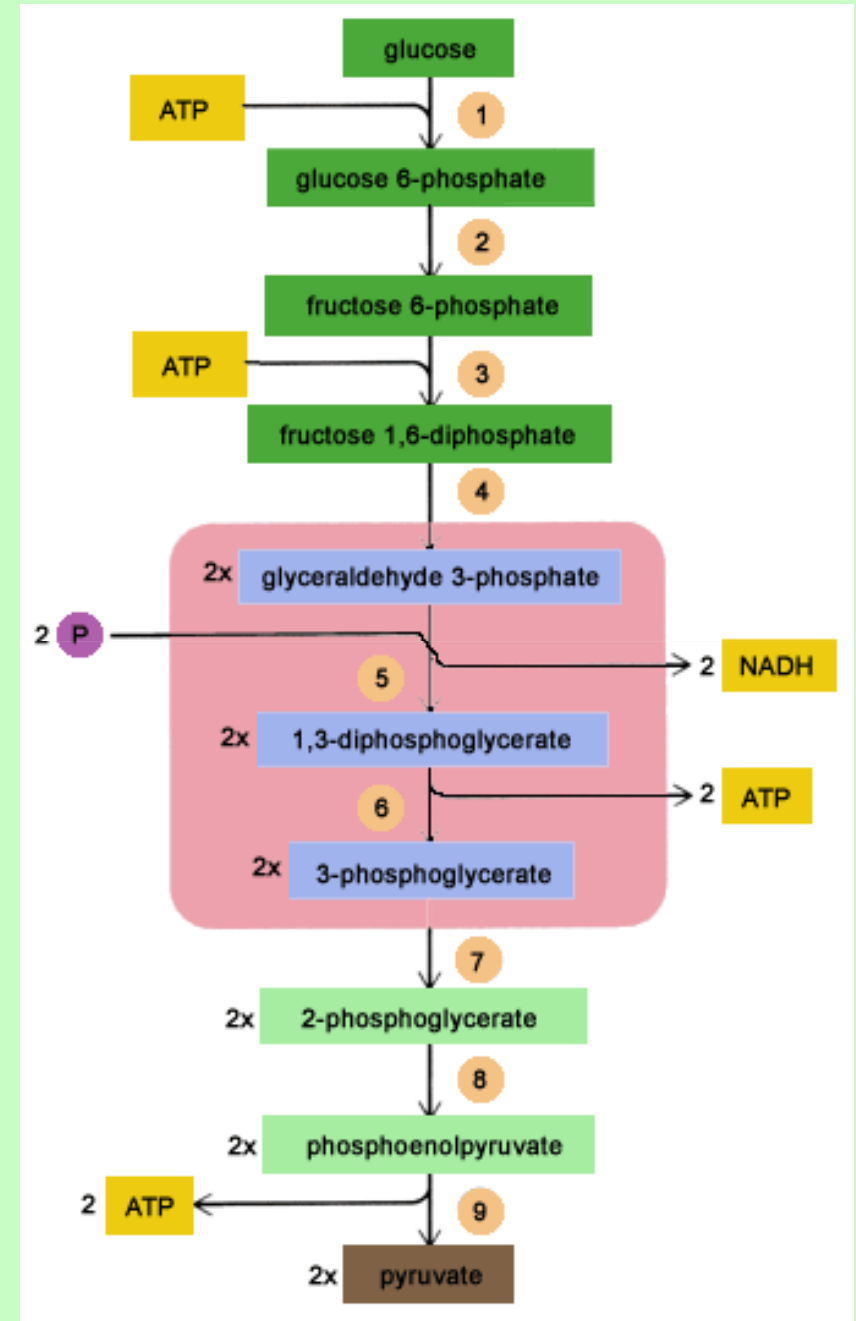 glucose
ATP
1
glucose 6-phosphate
2
fructose 6-phosphate
ATP
3
fructose 1,6-diphosphate
4
2x glyceraldehyde 3-phosphate
2 P
2 NADH
5
2x 1,3-diphosphoglycerate
2 ATP
6
2x 3-phosphoglycerate
7
2x 2-phosphoglycerate
8
2x phosphoenolpyruvate
2 ATP
9
2x pyruvate